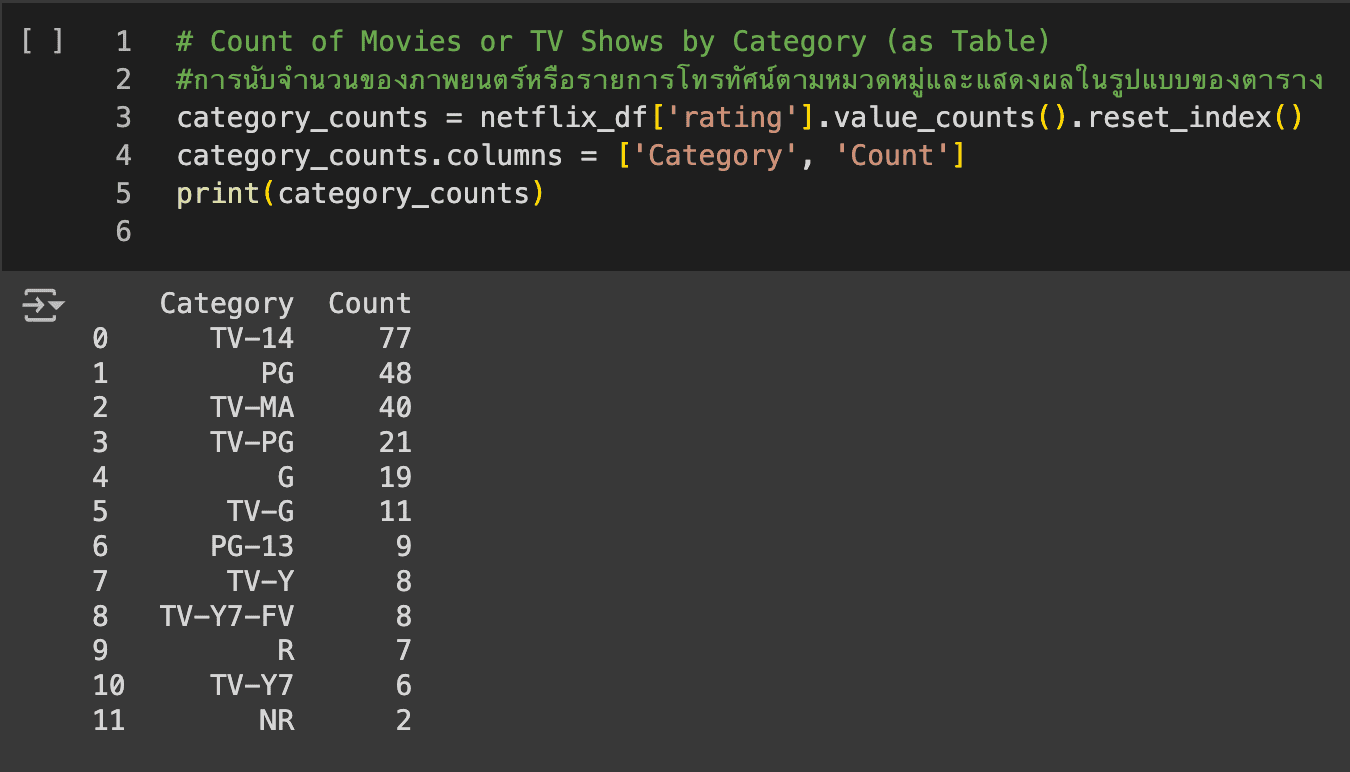 [ ] 1 # Count of Movies or TV Shows by Category (as Table)
2 #การนับจำนวนของภาพยนตร์หรือรายการโทรทัศน์ตามหมวดหมู่และแสดงผลในรูปแบบของตาราง
3 category_counts = netflix_df['rating'].value_counts().reset_index()
4 category_counts.columns = ['Category', 'Count']
5 print(category_counts)
6
Category Count
0 TV-14 77
1 PG 48
2 TV-MA 40
3 TV-PG 21
4 G 19
5 TV-G 11
6 PG-13 9
7 TV-Y 8
8 TV-Y7-FV 8
9 R 7
10 TV-Y7 6
11 NR 2